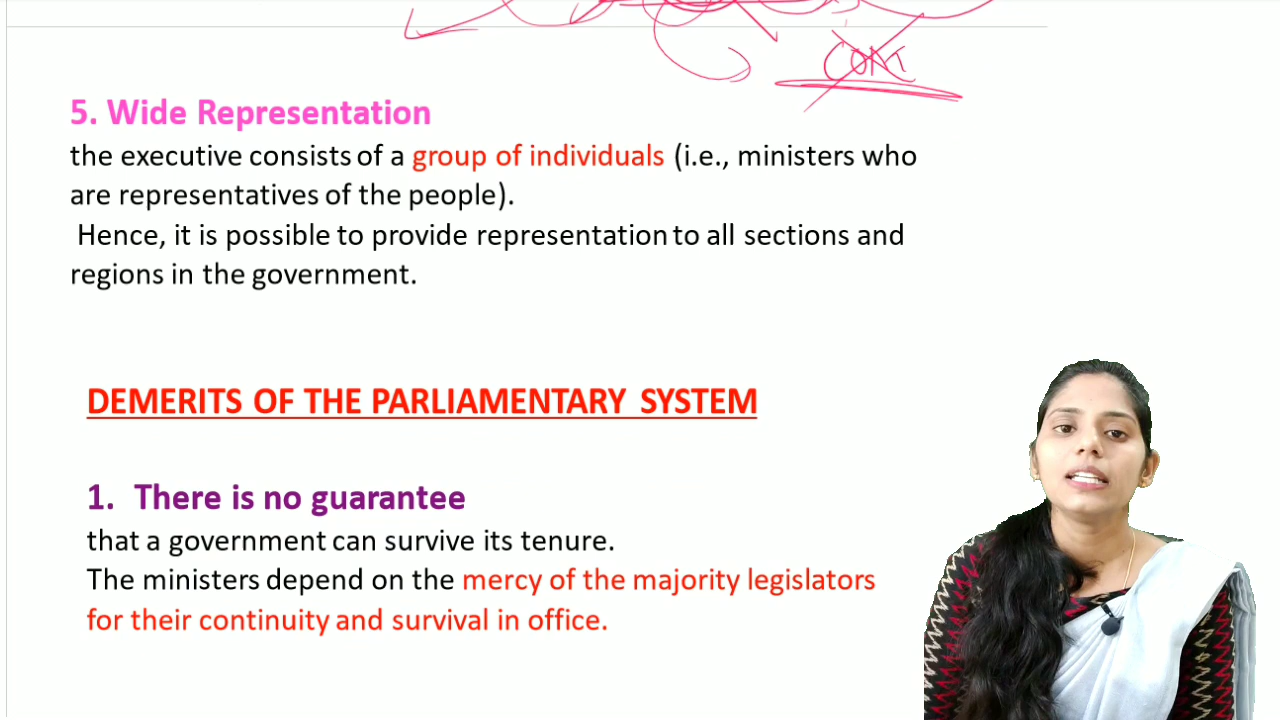 COM
5. Wide Representation
the executive consists of a group of individuals (i.e., ministers who
are representatives of the people).
Hence, it is possible to provide representation to all sections and
regions in the government.
DEMERITS OF THE PARLIAMENTARY SYSTEM
1. There is no guarantee
that a government can survive its tenure.
The ministers depend on the mercy of the majority legislators
for their continuity and survival in office.